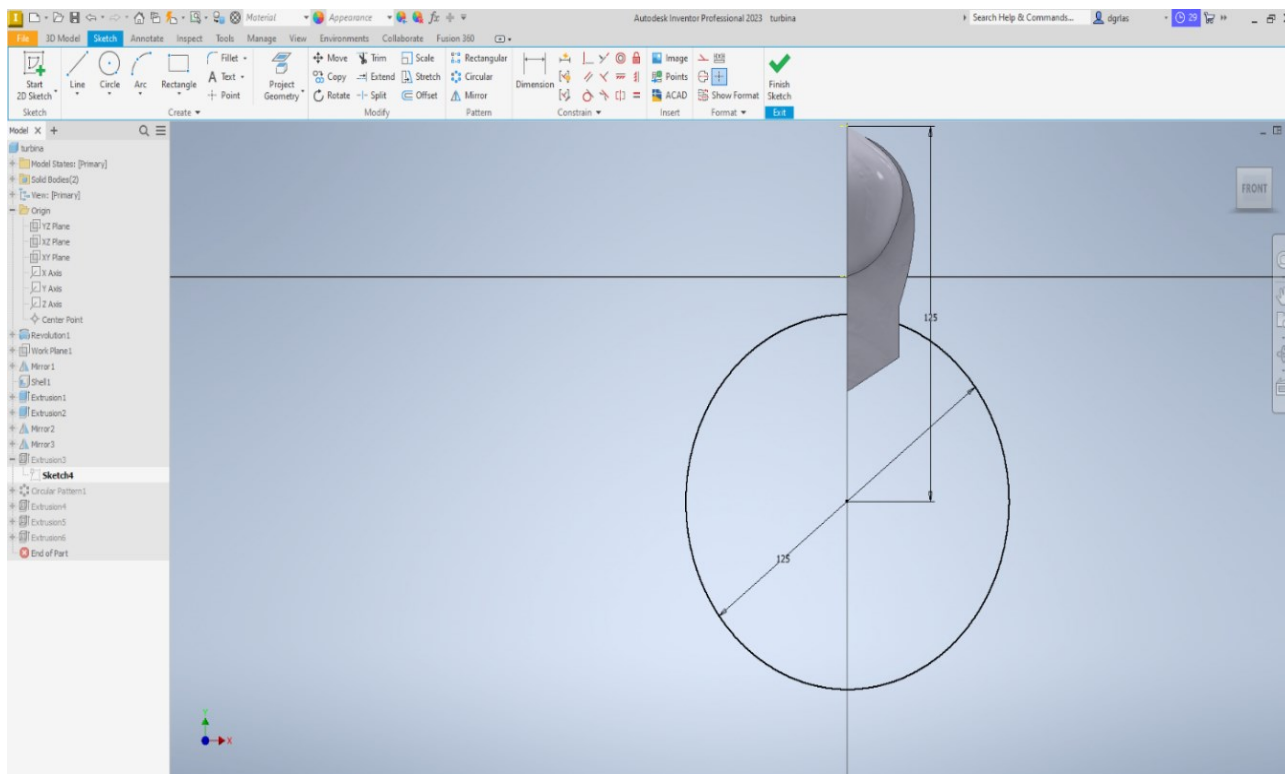 Material Appearance fx Autodesk Inventor Professional 2023 turbina Search Help & Commands... dgrlas 29
File 3D Model Sketch Annotate Inspect Tools Manage View Environments Collaborate Fusion 360
Start 2D Sketch
Line
Circle
Arc
Rectangle
Fillet
Text
Point
Project Geometry
Move Trim Scale
Copy Extend Stretch
Rotate Split Offset
Rectangular
Circular
Mirror
Dimension
Image
Points
ACAD
Show Format
Finish Sketch
Sketch Create Modify Pattern Constrain Insert Format Exit
Model
turbina
Model States: [Primary]
Solid Bodies(2)
View: [Primary]
Origin
YZ Plane
XZ Plane
XY Plane
X Axis
Y Axis
Z Axis
Center Point
Revolution1
Work Plane1
Mirror1
Shell1
Extrusion1
Extrusion2
Mirror2
Mirror3
Extrusion3
Sketch4
Circular Pattern1
Extrusion4
Extrusion5
Extrusion6
End of Part
FRONT
125
125
Y
X